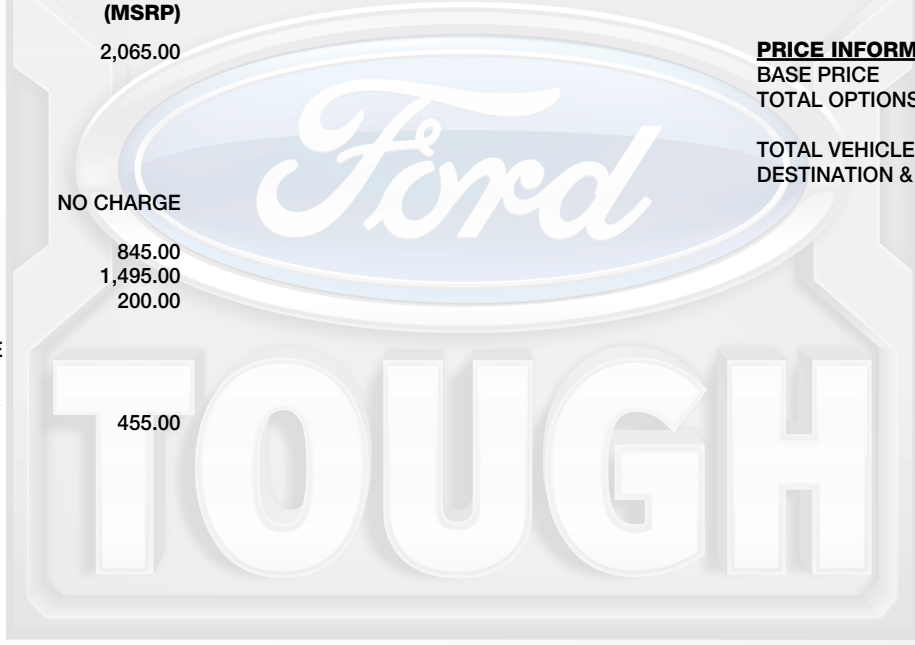 (MSRP)
2,065.00
NO CHARGE
845.00
1,495.00
200.00
E
455.00
PRICE INFORM
BASE PRICE
TOTAL OPTIONS
TOTAL VEHICLE
DESTINATION &
Ford
TOUGH